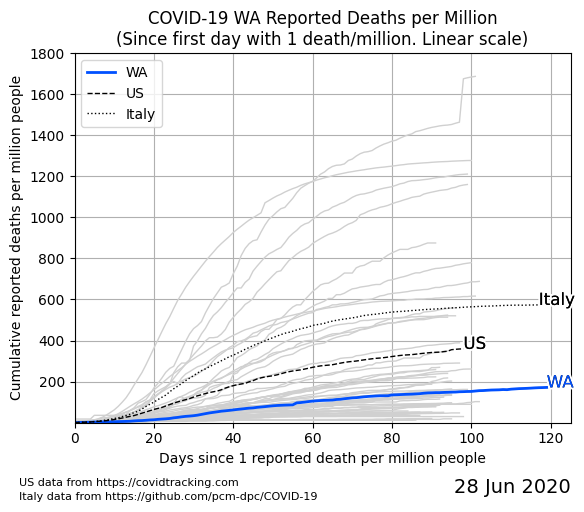 COVID-19 WA Reported Deaths per Million
(Since first day with 1 death/million. Linear scale)
Cumulative reported deaths per million people
1800
1600
1400
1200
1000
800
600
400
200
WA
US
Italy
Italy
US
WA
0
20
40
60
80
100
120
Days since 1 reported death per million people
US data from https://covidtracking.com
Italy data from https://github.com/pcm-dpc/COVID-19
28 Jun 2020